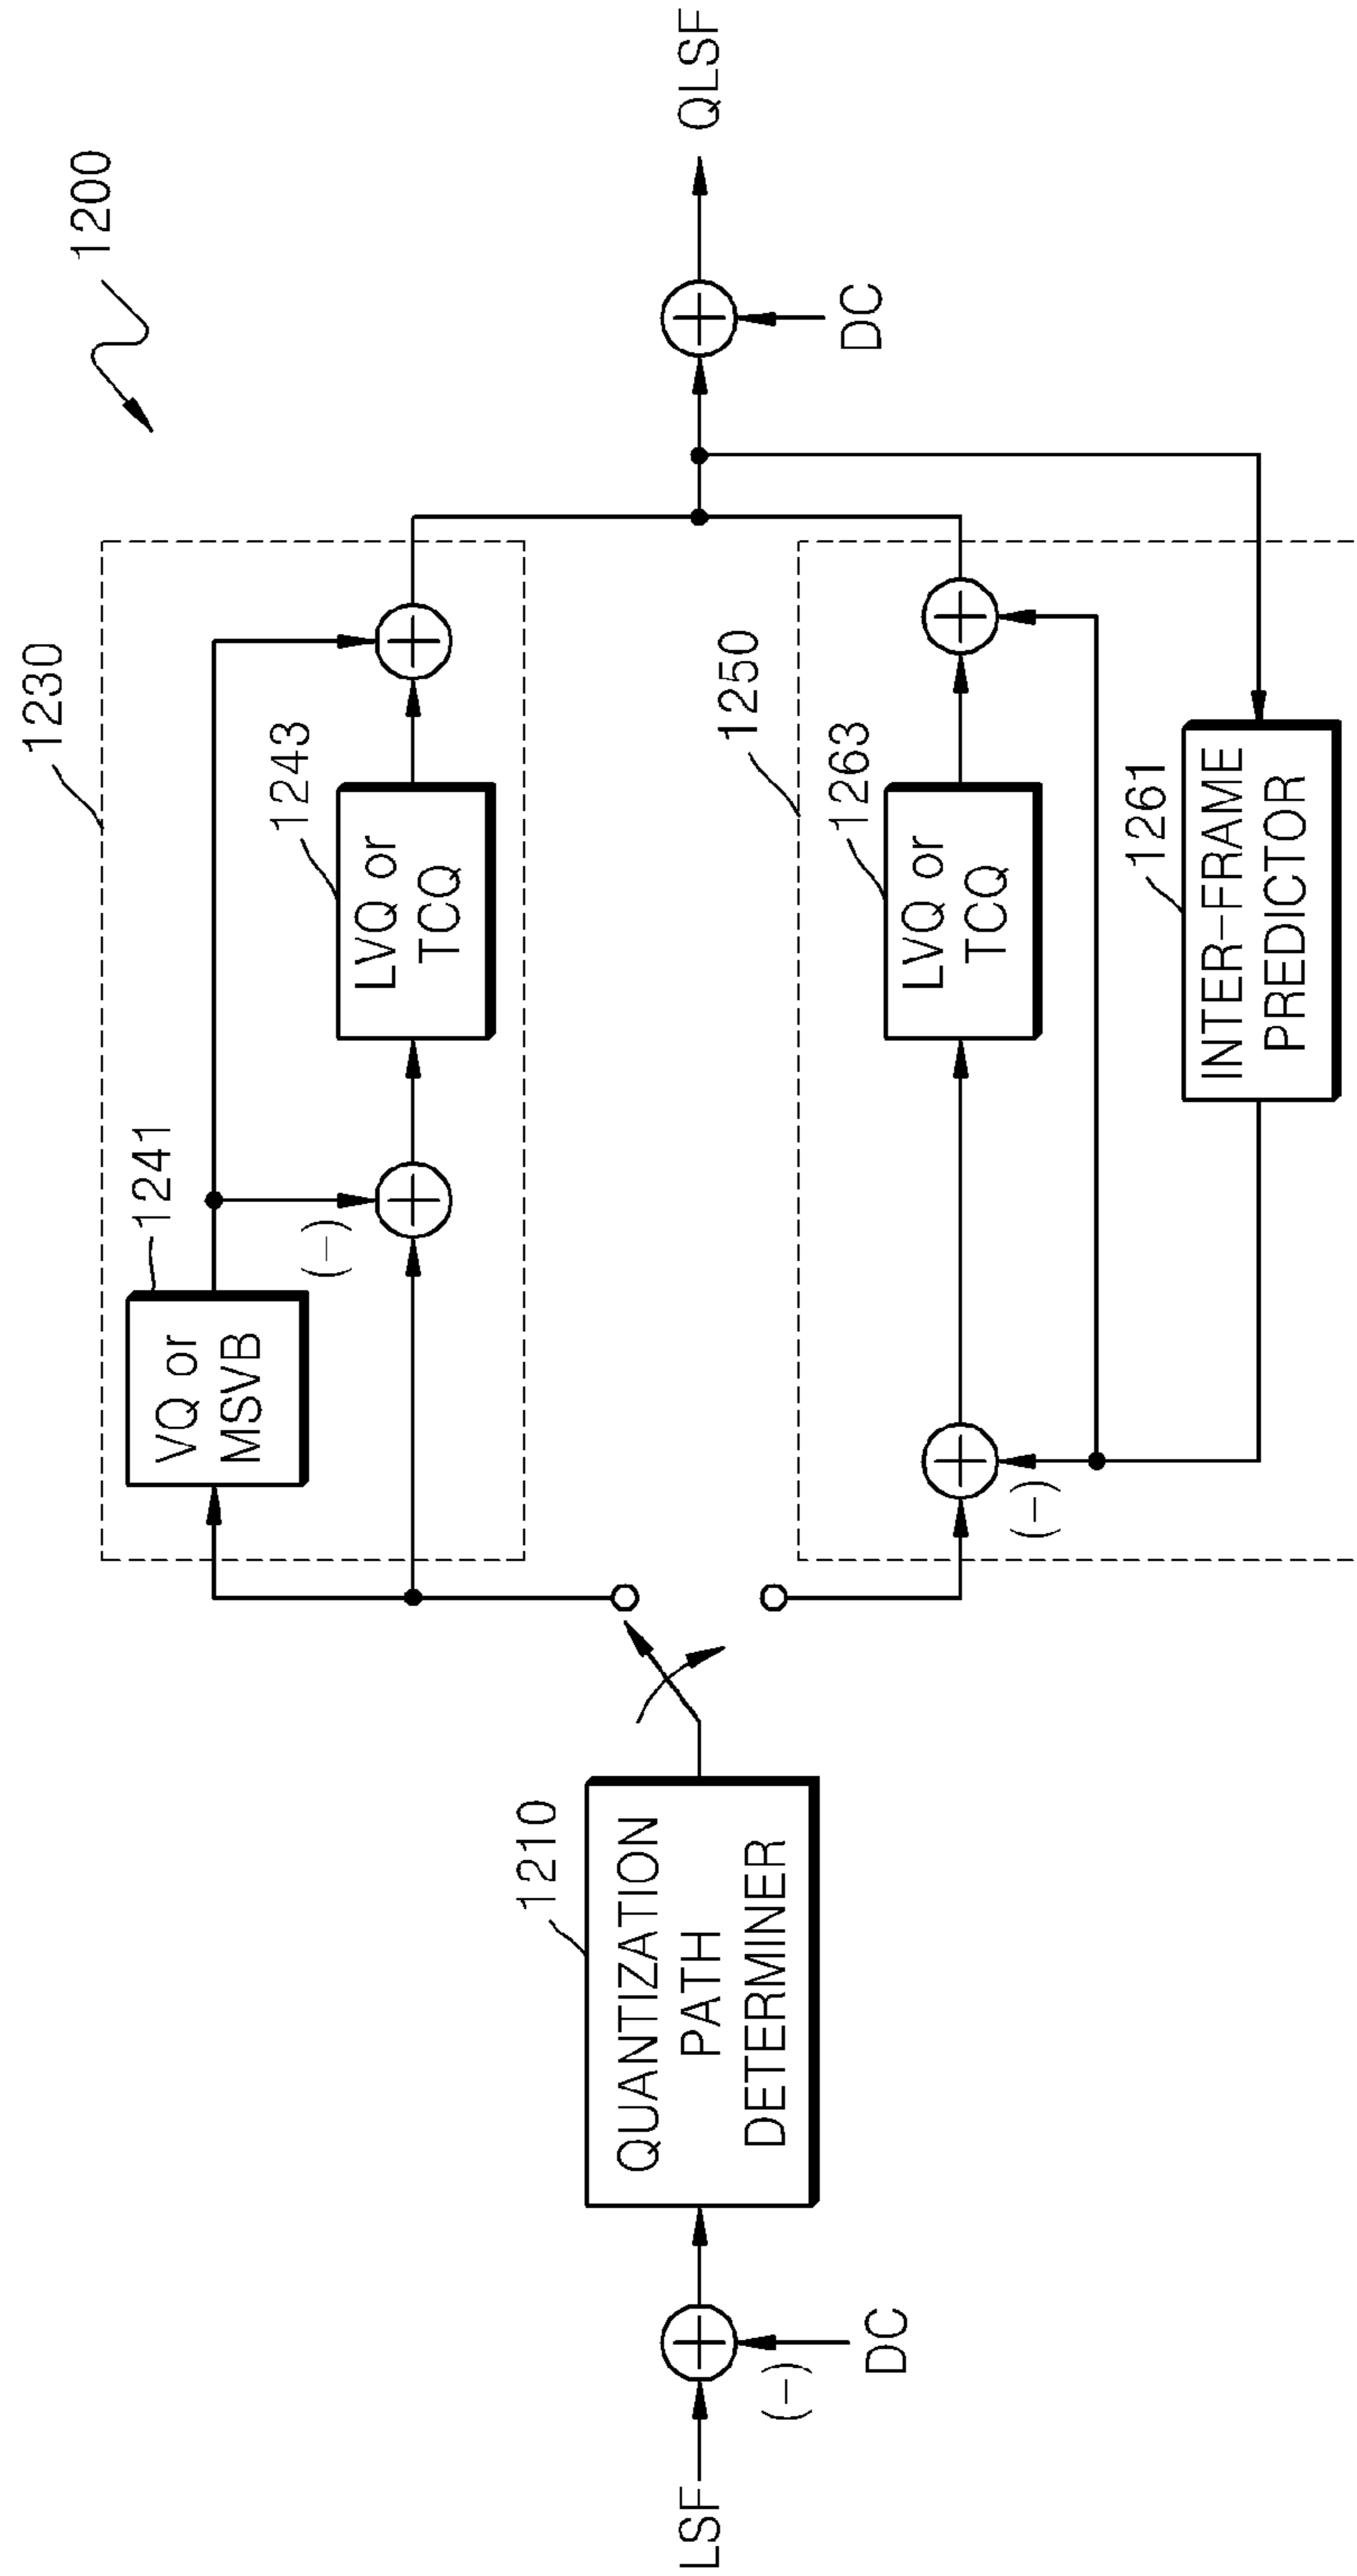 1200
1230
1241
VQ or
MSVB
(-)
1243
LVQ or
TCQ
1210
QUANTIZATION
PATH
DETERMINER
LSF
(-)
DC
QLSF
DC
1250
1263
LVQ or
TCQ
(-)
1261
INTER-FRAME
PREDICTOR